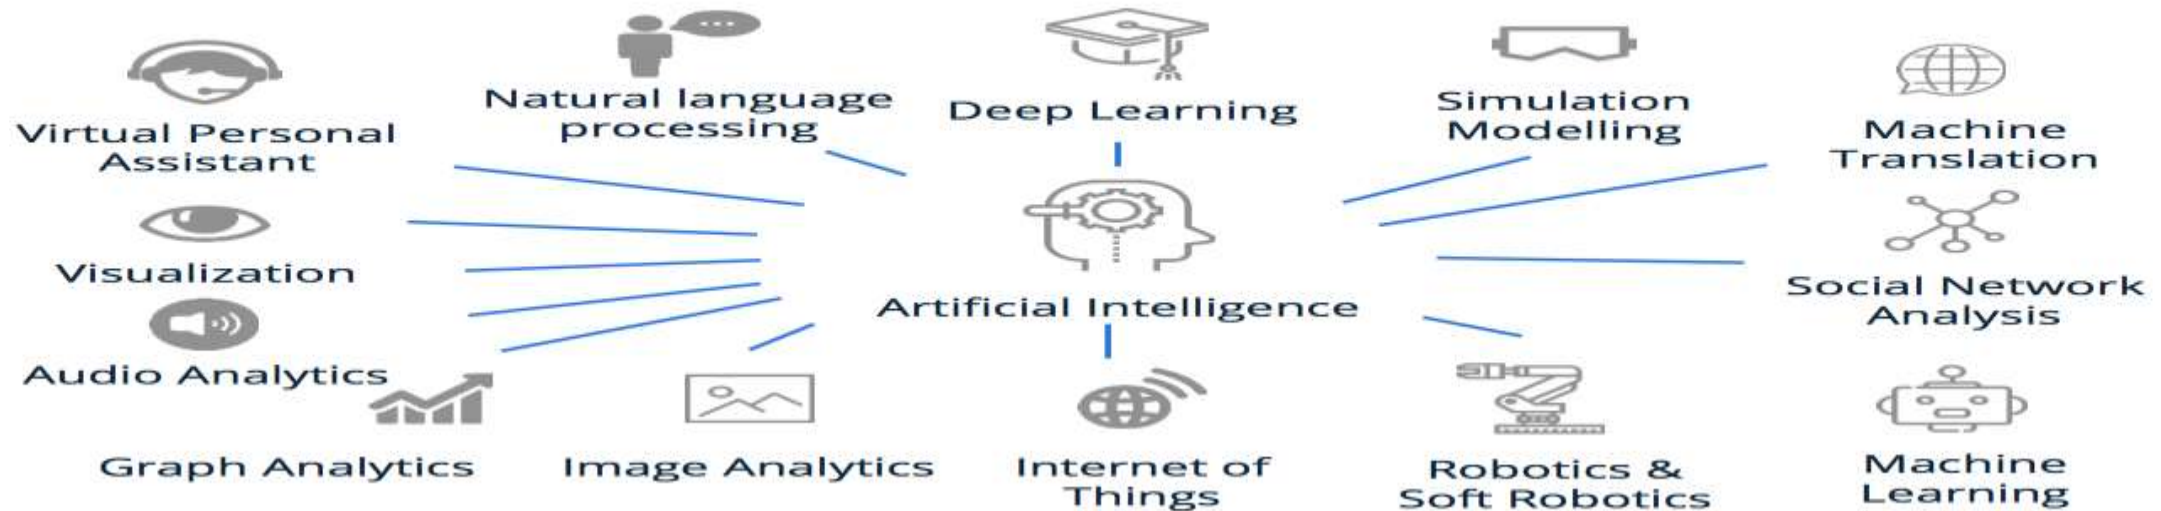 Natural language
processing
Deep Learning
Simulation
Modelling
Virtual Personal
Assistant
Machine
Translation
Visualization
Artificial Intelligence
Social Network
Analysis
Audio Analytics
Graph Analytics
Image Analytics
Internet of
Things
Robotics &
Soft Robotics
Machine
Learning